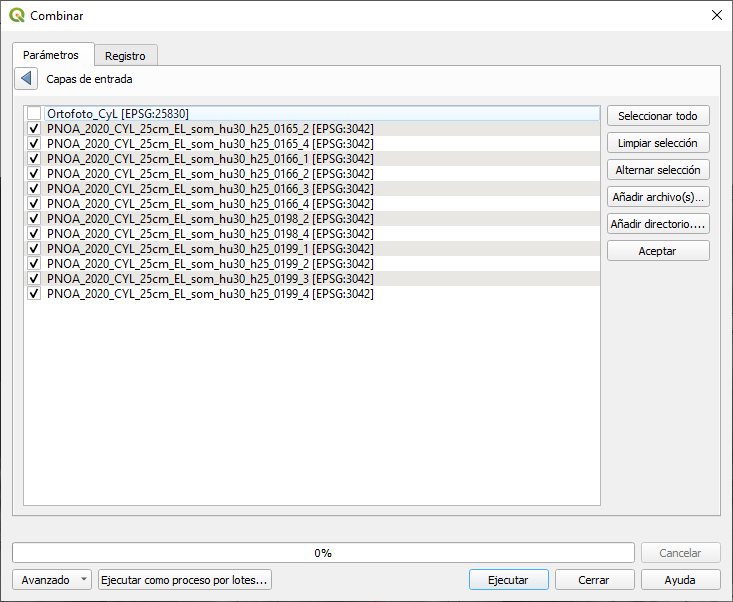 Combinar
Parámetros
Registro
Capas de entrada
Ortofoto_CyL [EPSG:25830]
PNOA_2020_CYL_25cm_EL_som_hu30_h25_0165_2 [EPSG:3042]
PNOA_2020_CYL_25cm_EL_som_hu30_h25_0165_4 [EPSG:3042]
PNOA_2020_CYL_25cm_EL_som_hu30_h25_0166_1 [EPSG:3042]
PNOA_2020_CYL_25cm_EL_som_hu30_h25_0166_2 [EPSG:3042]
PNOA_2020_CYL_25cm_EL_som_hu30_h25_0166_3 [EPSG:3042]
PNOA_2020_CYL_25cm_EL_som_hu30_h25_0166_4 [EPSG:3042]
PNOA_2020_CYL_25cm_EL_som_hu30_h25_0198_2 [EPSG:3042]
PNOA_2020_CYL_25cm_EL_som_hu30_h25_0198_4 [EPSG:3042]
PNOA_2020_CYL_25cm_EL_som_hu30_h25_0199_1 [EPSG:3042]
PNOA_2020_CYL_25cm_EL_som_hu30_h25_0199_2 [EPSG:3042]
PNOA_2020_CYL_25cm_EL_som_hu30_h25_0199_3 [EPSG:3042]
PNOA_2020_CYL_25cm_EL_som_hu30_h25_0199_4 [EPSG:3042]
Seleccionar todo
Limpiar selección
Alternar selección
Añadir archivo(s)...
Añadir directorio....
Aceptar
0%
Cancelar
Avanzado
Ejecutar como proceso por lotes...
Ejecutar
Cerrar
Ayuda